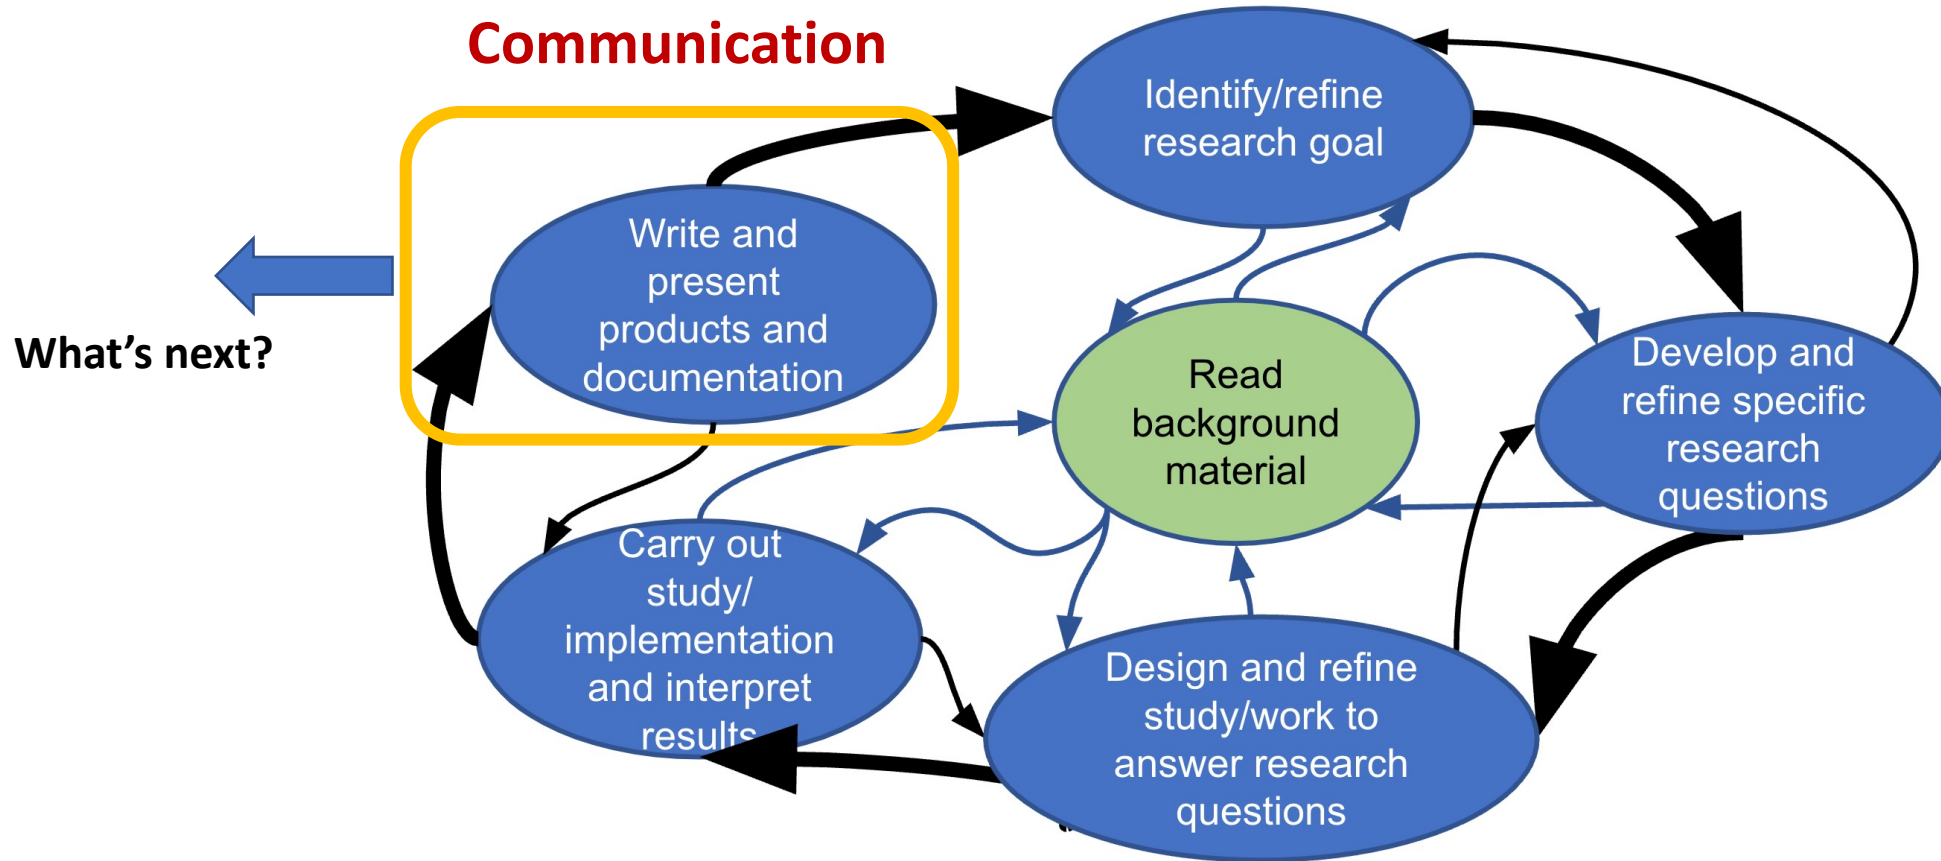 Communication
Identify/refine
research goal
Write and
present
products and
documentation
What’s next?
Read
background
material
Develop and
refine specific
research
questions
Carry out
study/
implementation
and interpret
results
Design and refine
study/work to
answer research
questions